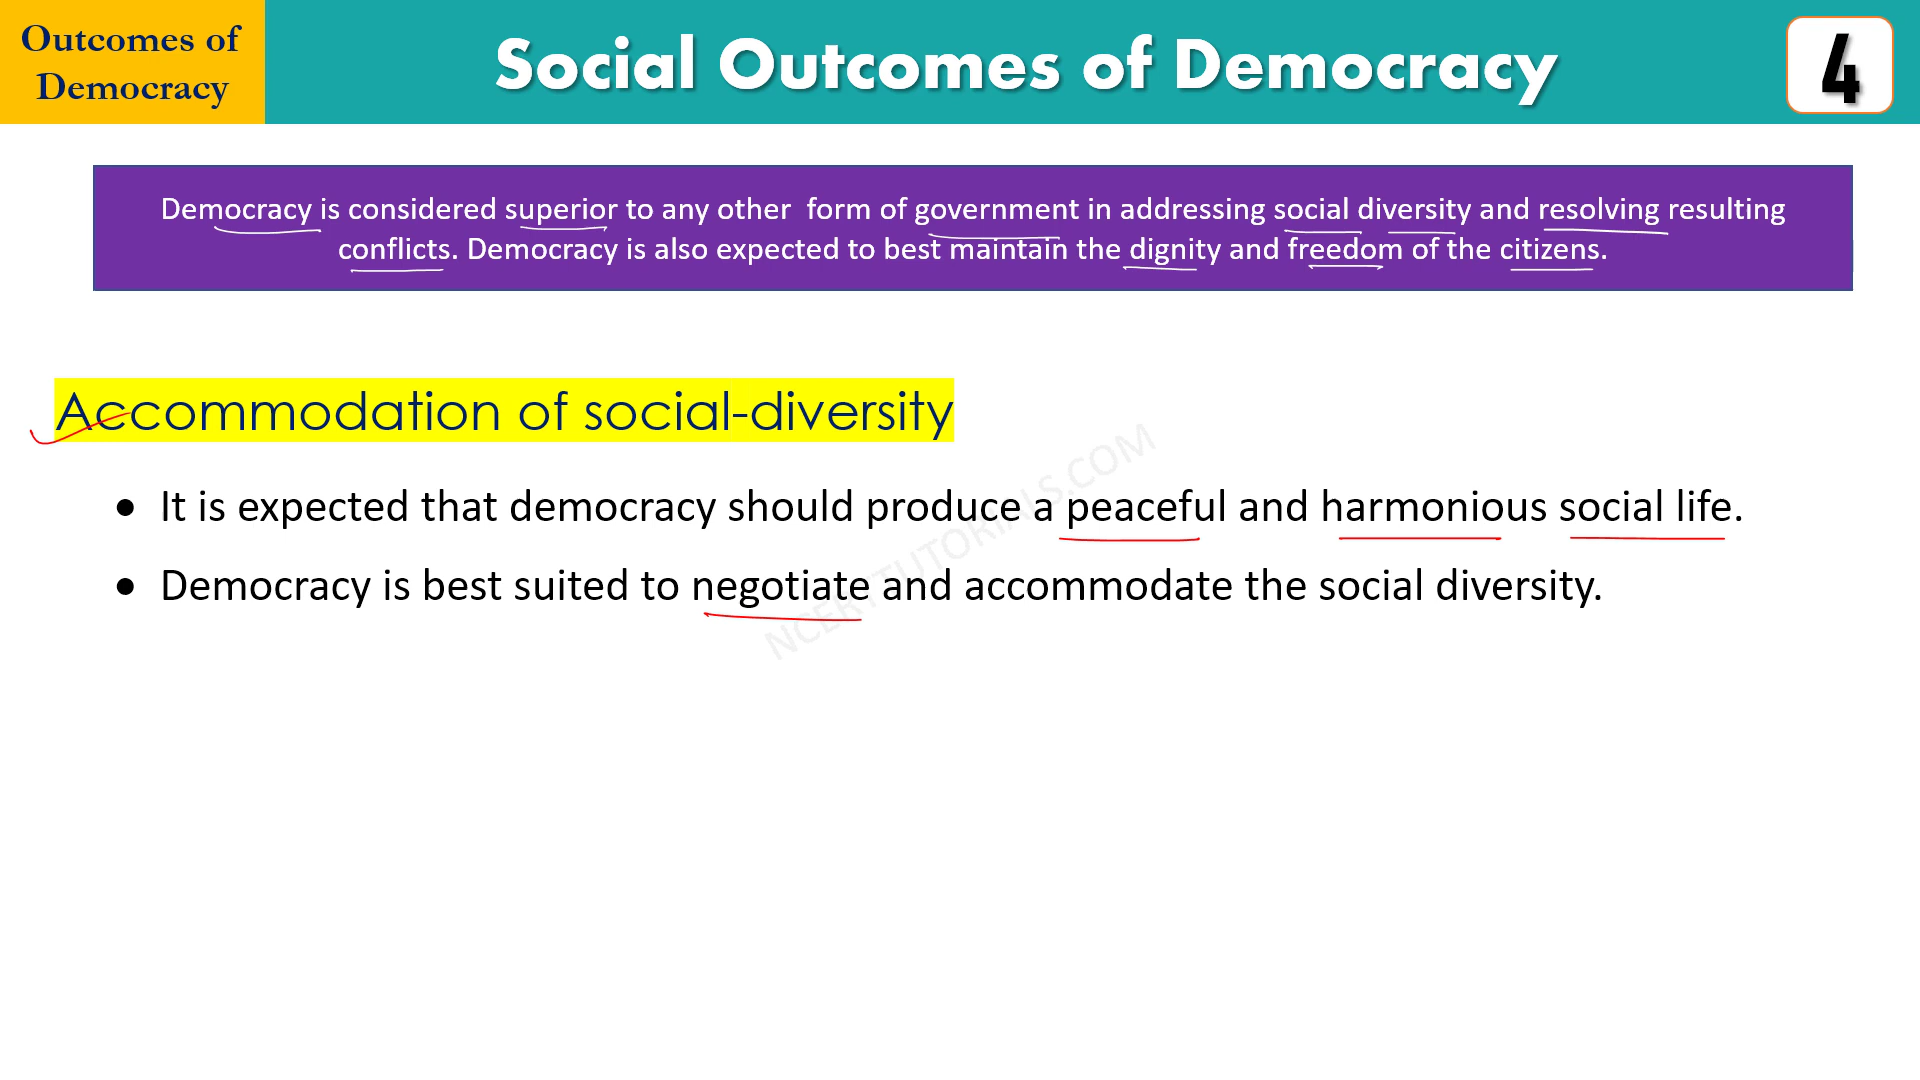 Outcomes of
Democracy
Social Outcomes of Democracy
4
Democracy is considered superior to any other form of government in addressing social diversity and resolving resulting
conflicts. Democracy is also expected to best maintain the dignity and freedom of the citizens.
Accommodation of social-diversity
• It is expected that democracy should produce a peaceful and harmonious social life.
• Democracy is best suited to negotiate and accommodate the social diversity.
NCERTTUTORIALS.COM